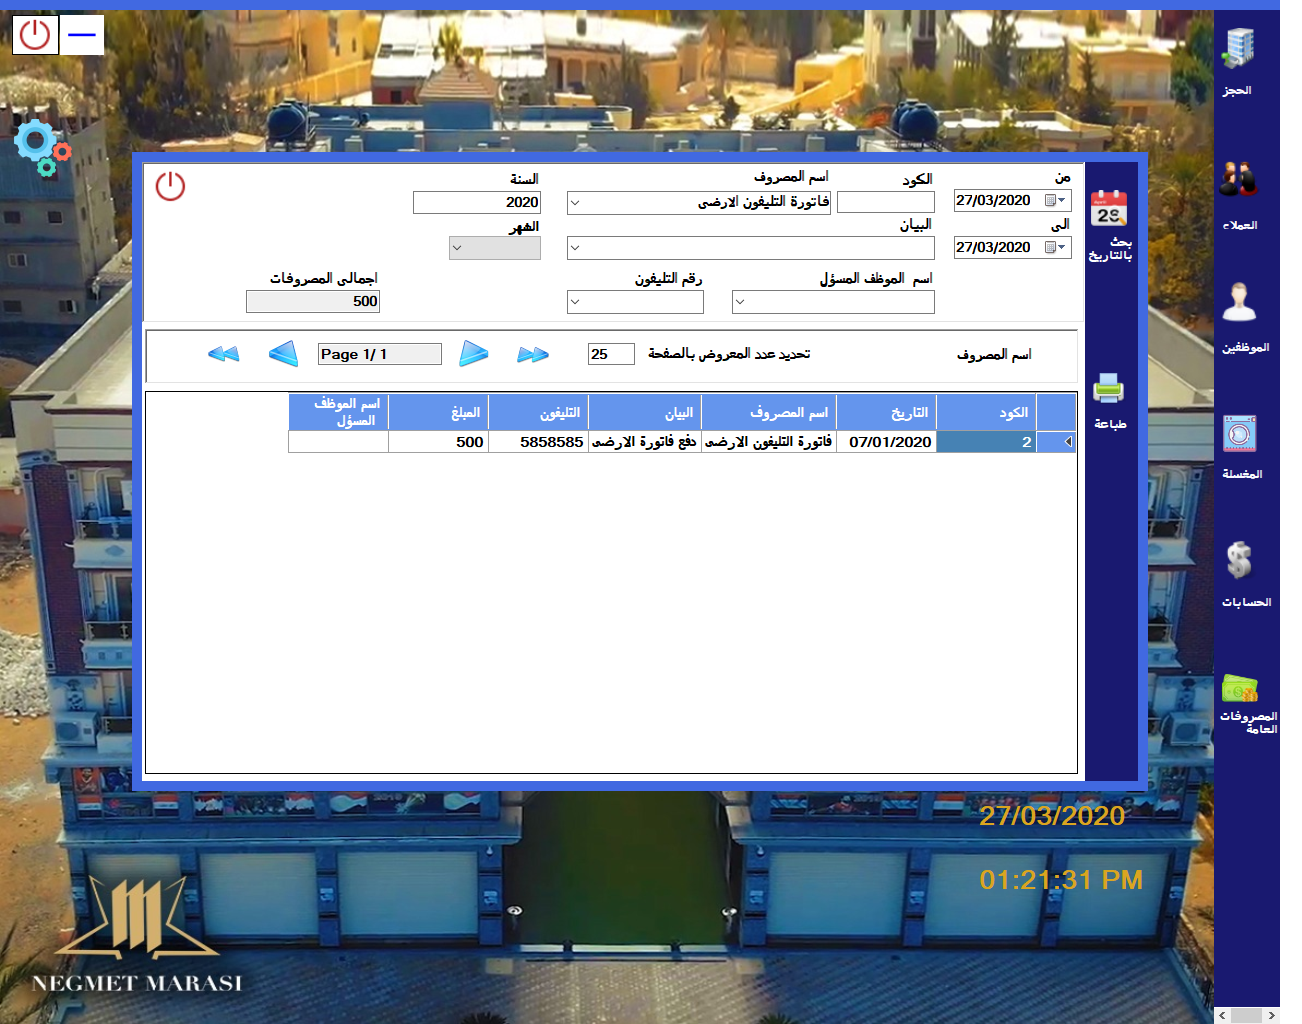 الحجز
العملاء
الموظفين
المغسلة
الحسابات
المصروفات
العامة
بحث
بالتاريخ
طباعة
من
27/03/2020
الى
27/03/2020
الكود
اسم المصروف
فاتورة التليفون الارضى
السنة
2020
البيان
الشهر
اسم الموظف المسؤل
رقم التليفون
اجمالى المصروفات
500
اسم المصروف
تحديد عدد المعروض بالصفحة
25
Page 1/ 1
الكود التاريخ اسم المصروف البيان التليفون المبلغ اسم الموظف المسؤل
2 07/01/2020 فاتورة التليفون الارضى دفع فاتورة الارضى 5858585 500
27/03/2020
01:21:31 PM
NEGMET MARASI